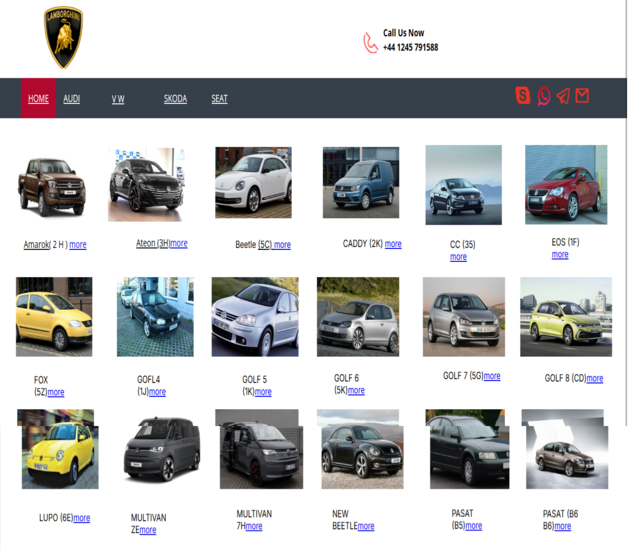 LAMBORGHINI
Call Us Now
+44 1245 791588
HOME AUDI V W SKODA SEAT
Amarok( 2 H ) more
Ateon (3H)more
Beetle (5C) more
CADDY (2K) more
CC (35)
more
EOS (1F)
more
FOX
(5Z)more
GOFL4
(1J)more
GOLF 5
(1K)more
GOLF 6
(5K)more
GOLF 7 (5G)more
GOLF 8 (CD)more
LUPO (6E)more
MULTIVAN
ZEmore
MULTIVAN
7Hmore
NEW
BEETLEmore
PASAT
(B5)more
PASAT (B6
B6)more